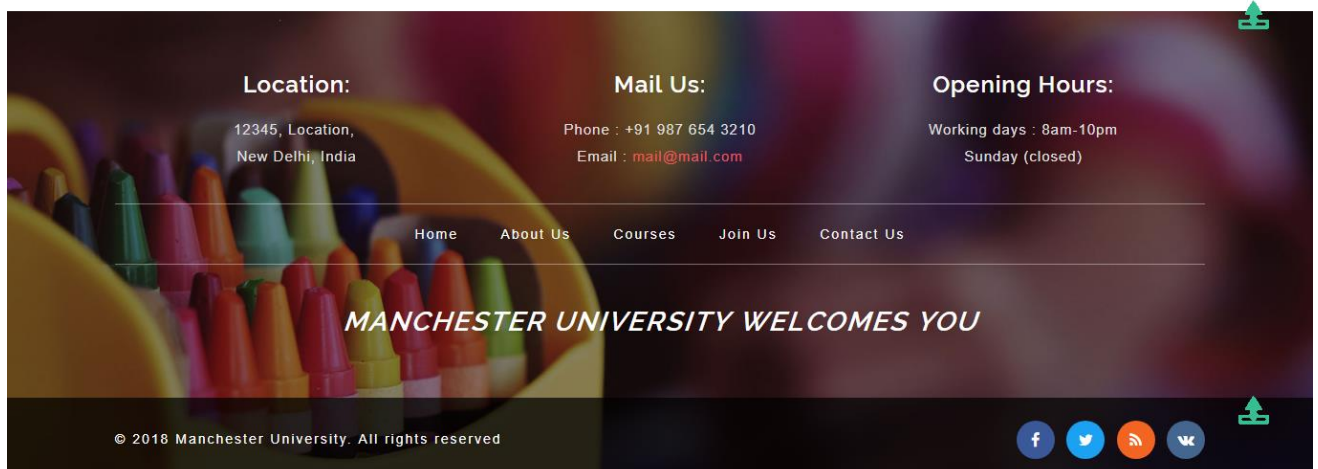 Location:
12345, Location,
New Delhi, India
Mail Us:
Phone : +91 987 654 3210
Email : mail@mail.com
Opening Hours:
Working days : 8am-10pm
Sunday (closed)
Home About Us Courses Join Us Contact Us
MANCHESTER UNIVERSITY WELCOMES YOU
© 2018 Manchester University. All rights reserved